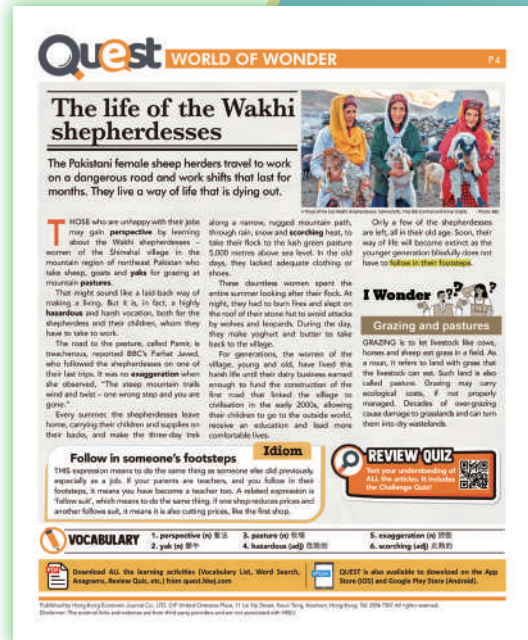 Quest WORLD OF WONDER P4
The life of the Wakhi
shepherdesses
The Pakistani female sheep herders travel to work
on a dangerous road and work shifts that last for
months. They live a way of life that is dying out.
THOSE who are unhappy with their jobs
may gain perspective by learning
about the Wakhi shepherdesses –
women of the Shimshal village in the
mountain region of northeast Pakistan who
take sheep, goats and yaks for grazing at
mountain pastures.
That might sound like a laid-back way of
making a living. But it is, in fact, a highly
hazardous and harsh vocation, both for the
shepherdess and their children, whom they
have to take to work.
The road to the pasture, called Pamir, is
treacherous, reported BBC's Farhat Javed,
who followed the shepherdesses on one of
their last trips. It was no exaggeration when
she observed, "The steep mountain trails
wind and twist – one wrong step and you are
gone."
Every summer, the shepherdesses leave
home, carrying their children and supplies on
their backs, and make the three-day trek
along a narrow, rugged mountain path,
through rain, snow and scorching heat, to
take their flock to the lush green pasture
5,000 metres above sea level. In the old
days, they lacked adequate clothing or
shoes.
These dauntless women spent the
entire summer looking after their flock. At
night, they had to burn fires and slept on
the roof of their stone hut to avoid attacks
by wolves and leopards. During the day,
they make yoghurt and butter to take
back to the village.
For generations, the women of the
village, young and old, have lived this
harsh life until their dairy business earned
enough to fund the construction of the
first road that linked the village to
civilisation in the early 2000s, allowing
their children to go to the outside world,
receive an education and lead more
comfortable lives.
Only a few of the shepherdesses
are left, all in their old age. Soon, their
way of life will become extinct as the
younger generation blissfully does not
have to follow in their footsteps.
I Wonder
Grazing and pastures
GRAZING is to let livestock like cows,
horses and sheep eat grass in a field. As
a noun, it refers to land with grass that
the livestock can eat. Such land is also
called pasture. Grazing may carry
ecological costs, if not properly
managed. Decades of over-grazing
cause damage to grasslands and can turn
them into dry wastelands.
Idiom
Follow in someone's footsteps
THIS expression means to do the same thing as someone else did previously,
especially as a job. If your parents are teachers, and you follow in their
footsteps, it means you have become a teacher too. A related expression is
'follow suit', which means to do the same thing. If one shop reduces prices and
another follows suit, it means it is also cutting prices, like the first shop.
REVIEW QUIZ
Test your understanding of
ALL the articles. It includes
the Challenge Quiz!
VOCABULARY
1. perspective (n) 看法
2. yak (n) 犛牛
3. pasture (n) 牧場
4. hazardous (adj) 危險的
5. exaggeration (n) 誇張
6. scorching (adj) 炎熱的
PDF
Download ALL the learning activities (Vocabulary List, Word Search,
Anagrams, Review Quiz, etc.) from quest.hkej.com
QUEST is also available to download on the App
Store (iOS) and Google Play Store (Android).
Published by Hong Kong Economic Journal Co., LTD.